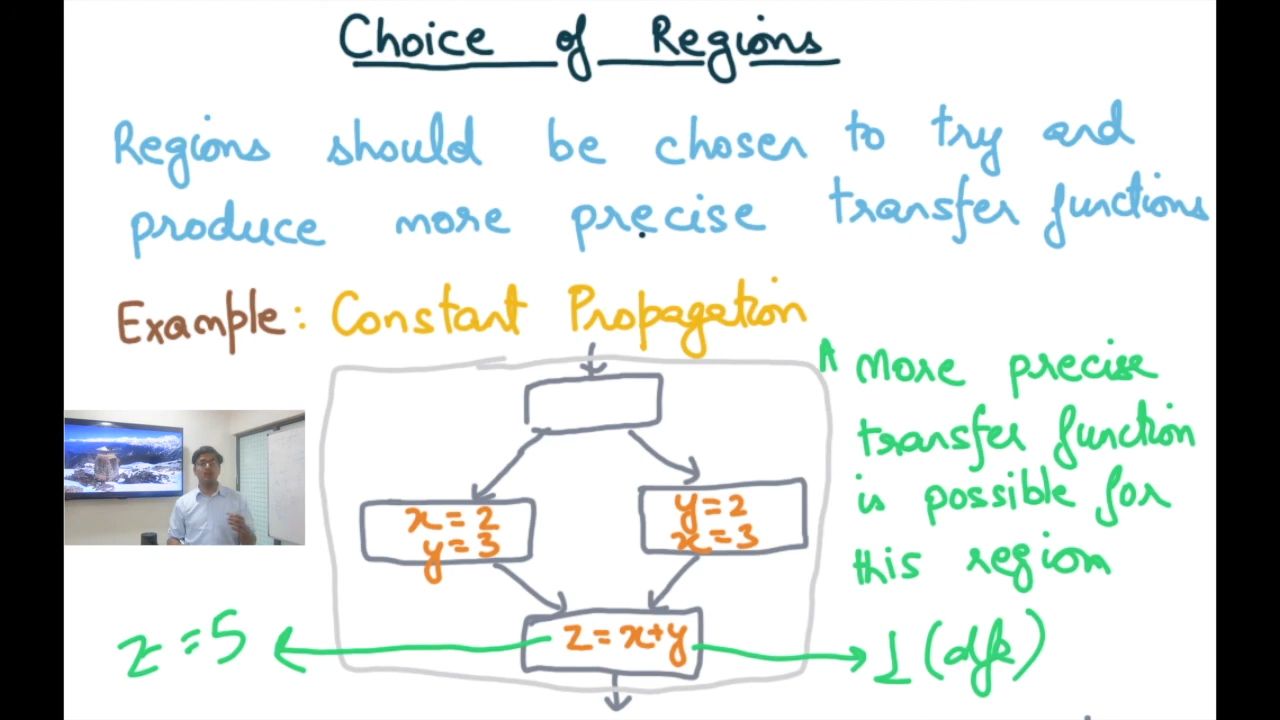 Choice of Regions
Regions should be chosen to try and
produce more precise transfer functions
Example: Constant Propagation
A more precise
transfer function
is possible for
this region
x=2
y=3
y=2
x=3
z=x+y
z=5
⊥ (dfk)